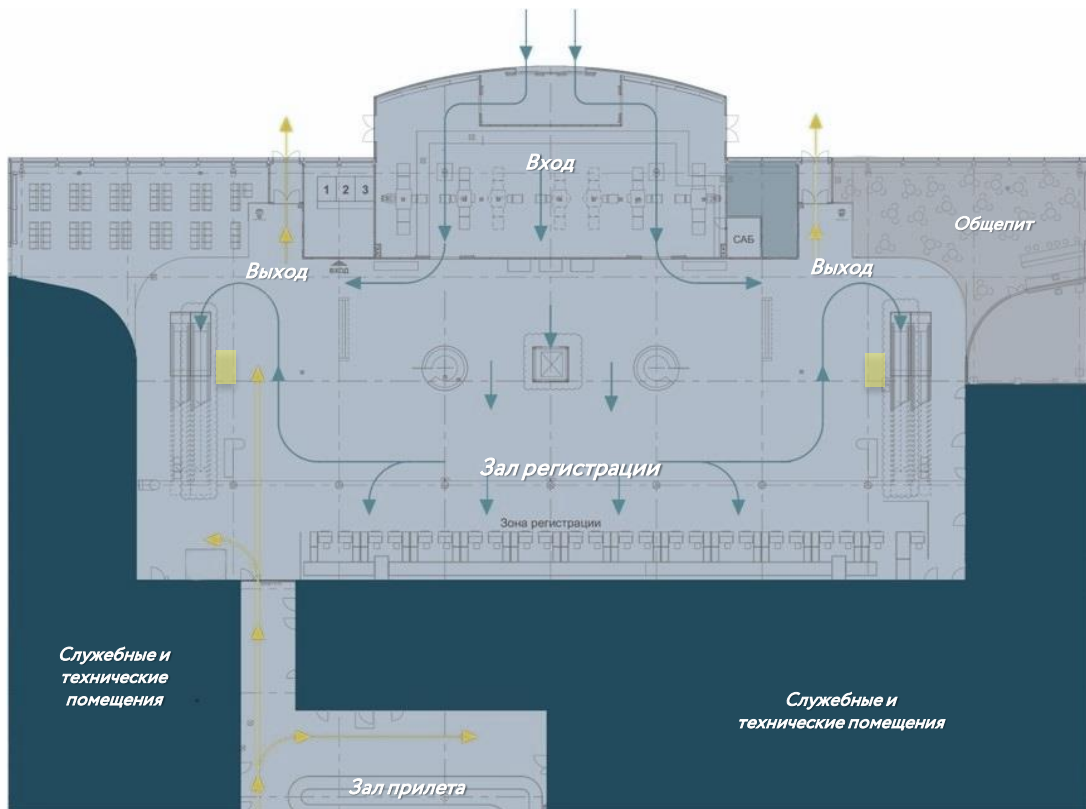 Вход
1 2 3
САБ
Общепит
Выход
ВХОД
Выход
Зал регистрации
Зона регистрации
Служебные и
технические
помещения
Служебные и
технические помещения
Зал прилета